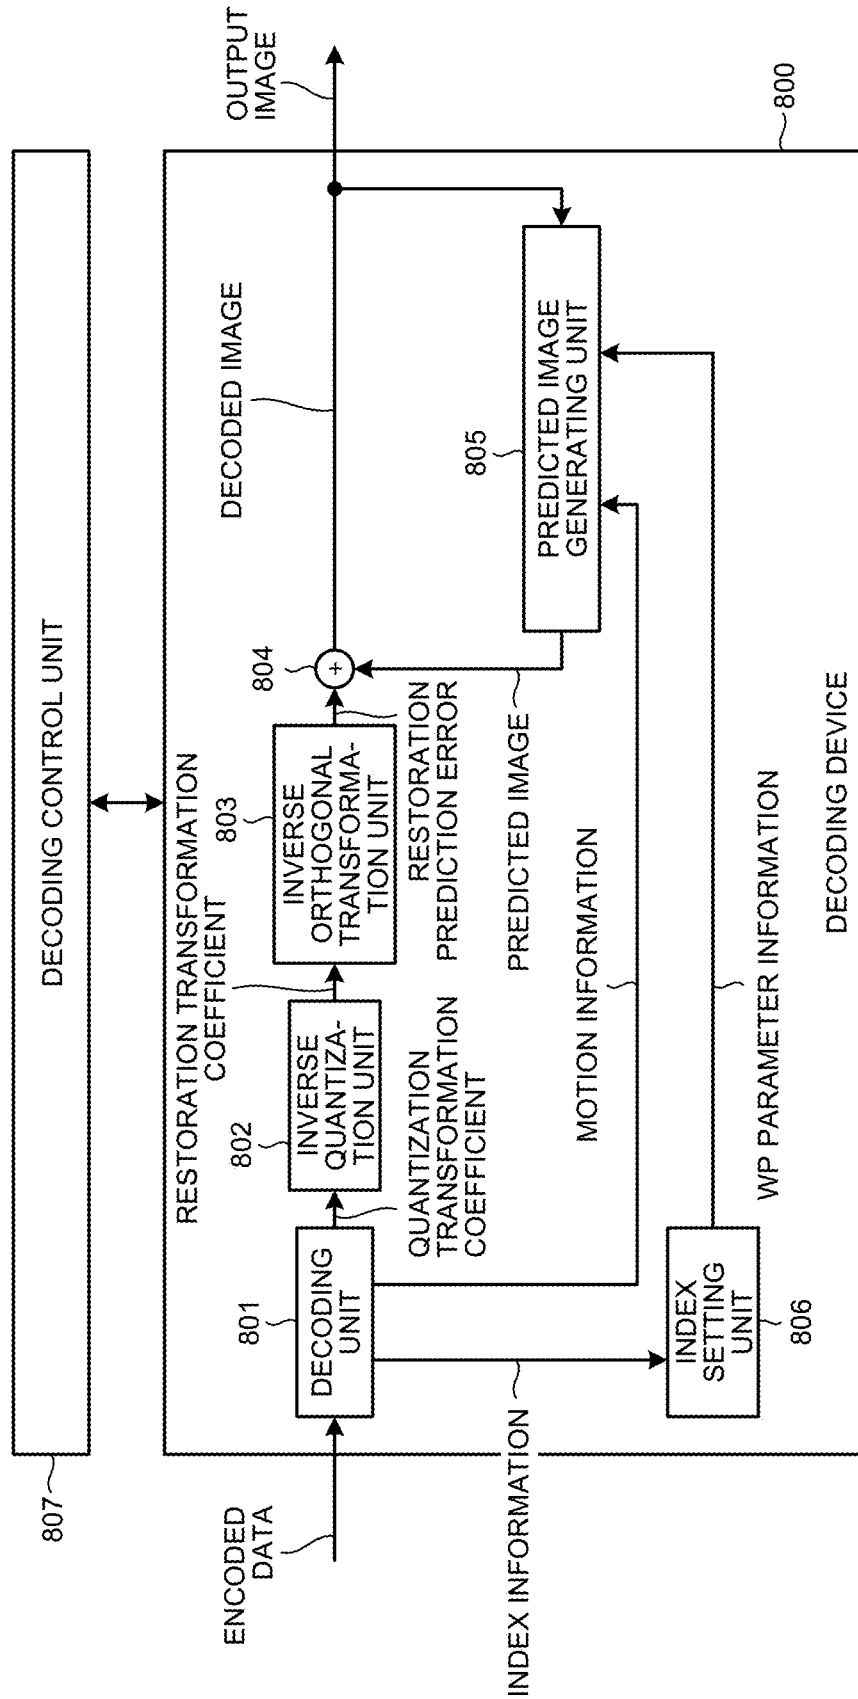 807
DECODING CONTROL UNIT
ENCODED
DATA
801
DECODING
UNIT
802
INVERSE
QUANTIZA-
TION UNIT
QUANTIZATION
TRANSFORMATION
COEFFICIENT
RESTORATION TRANSFORMATION
COEFFICIENT
803
INVERSE
ORTHOGONAL
TRANSFORMA-
TION UNIT
RESTORATION
PREDICTION ERROR
804
+
DECODED IMAGE
OUTPUT
IMAGE
805
PREDICTED IMAGE
GENERATING UNIT
PREDICTED IMAGE
MOTION INFORMATION
INDEX INFORMATION
INDEX
SETTING
UNIT
806
WP PARAMETER INFORMATION
DECODING DEVICE
800